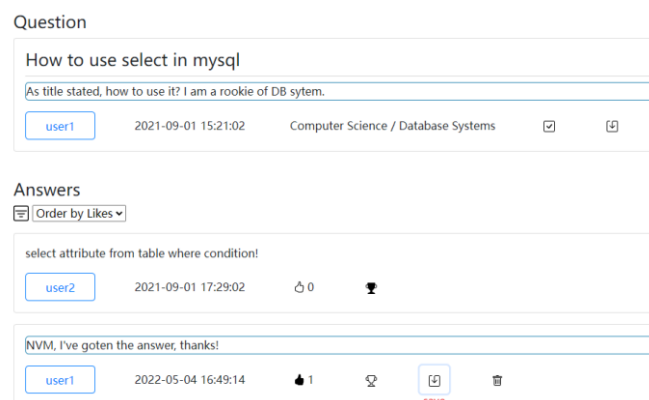 Question
How to use select in mysql
As title stated, how to use it? I am a rookie of DB sytem.
user1 2021-09-01 15:21:02 Computer Science / Database Systems
Answers
Order by Likes
select attribute from table where condition!
user2 2021-09-01 17:29:02 0
NVM, I've goten the answer, thanks!
user1 2022-05-04 16:49:14 1